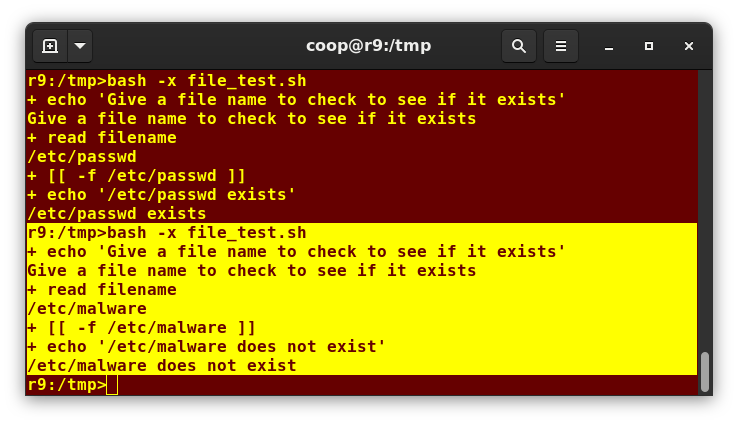 coop@r9:/tmp
r9:/tmp>bash -x file_test.sh
+ echo 'Give a file name to check to see if it exists'
Give a file name to check to see if it exists
+ read filename
/etc/passwd
+ [[ -f /etc/passwd ]]
+ echo '/etc/passwd exists'
/etc/passwd exists
r9:/tmp>bash -x file_test.sh
+ echo 'Give a file name to check to see if it exists'
Give a file name to check to see if it exists
+ read filename
/etc/malware
+ [[ -f /etc/malware ]]
+ echo '/etc/malware does not exist'
/etc/malware does not exist
r9:/tmp>